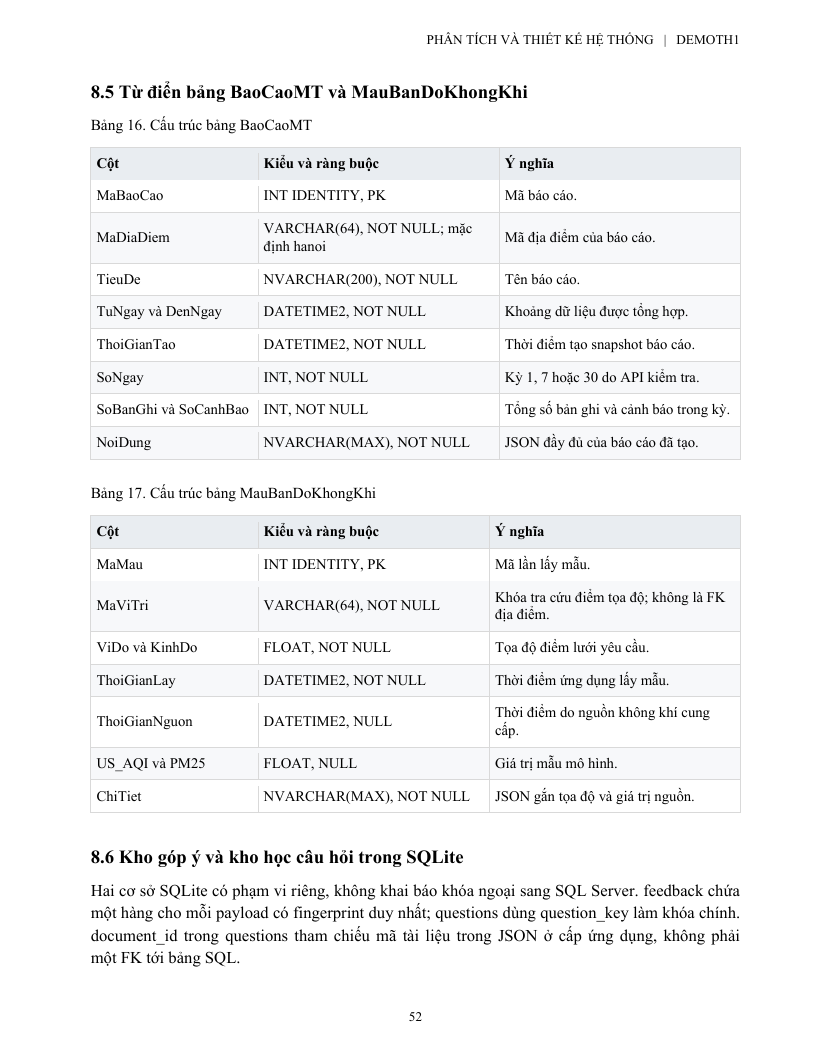 PHÂN TÍCH VÀ THIẾT KẾ HỆ THỐNG | DEMOTH1
8.5 Từ điển bảng BaoCaoMT và MauBanDoKhongKhi
Bảng 16. Cấu trúc bảng BaoCaoMT
Cột Kiểu và ràng buộc Ý nghĩa
MaBaoCao INT IDENTITY, PK Mã báo cáo.
MaDiaDiem VARCHAR(64), NOT NULL; mặc định hanoi Mã địa điểm của báo cáo.
TieuDe NVARCHAR(200), NOT NULL Tên báo cáo.
TuNgay và DenNgay DATETIME2, NOT NULL Khoảng dữ liệu được tổng hợp.
ThoiGianTao DATETIME2, NOT NULL Thời điểm tạo snapshot báo cáo.
SoNgay INT, NOT NULL Kỳ 1, 7 hoặc 30 do API kiểm tra.
SoBanGhi và SoCanhBao INT, NOT NULL Tổng số bản ghi và cảnh báo trong kỳ.
NoiDung NVARCHAR(MAX), NOT NULL JSON đầy đủ của báo cáo đã tạo.
Bảng 17. Cấu trúc bảng MauBanDoKhongKhi
Cột Kiểu và ràng buộc Ý nghĩa
MaMau INT IDENTITY, PK Mã lần lấy mẫu.
MaViTri VARCHAR(64), NOT NULL Khóa tra cứu điểm tọa độ; không là FK địa điểm.
ViDo và KinhDo FLOAT, NOT NULL Tọa độ điểm lưới yêu cầu.
ThoiGianLay DATETIME2, NOT NULL Thời điểm ứng dụng lấy mẫu.
ThoiGianNguon DATETIME2, NULL Thời điểm do nguồn không khí cung cấp.
US_AQI và PM25 FLOAT, NULL Giá trị mẫu mô hình.
ChiTiet NVARCHAR(MAX), NOT NULL JSON gắn tọa độ và giá trị nguồn.
8.6 Kho góp ý và kho học câu hỏi trong SQLite
Hai cơ sở SQLite có phạm vi riêng, không khai báo khóa ngoại sang SQL Server. feedback chứa
một hàng cho mỗi payload có fingerprint duy nhất; questions dùng question_key làm khóa chính.
document_id trong questions tham chiếu mã tài liệu trong JSON ở cấp ứng dụng, không phải
một FK tới bảng SQL.
52